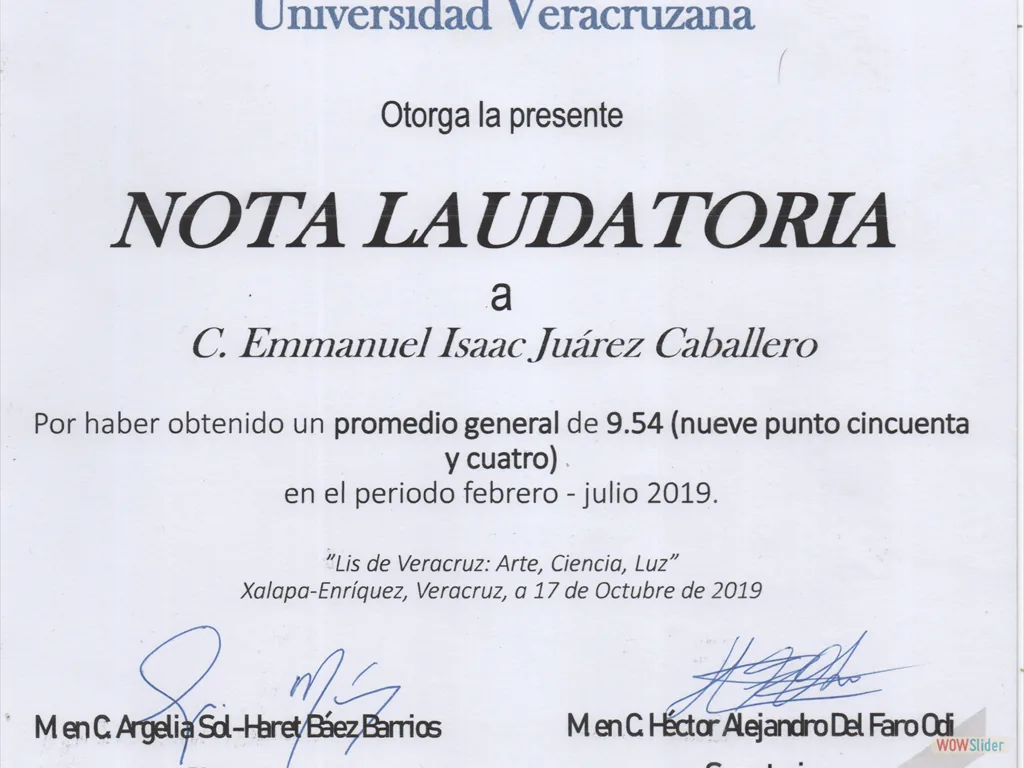 Universidad Veracruzana
Otorga la presente
NOTA LAUDATORIA
a
C. Emmanuel Isaac Juárez Caballero
Por haber obtenido un promedio general de 9.54 (nueve punto cincuenta
y cuatro)
en el periodo febrero - julio 2019.
“Lis de Veracruz: Arte, Ciencia, Luz”
Xalapa-Enríquez, Veracruz, a 17 de Octubre de 2019
M en C. Argelia Sol-Haret Báez Barrios
M en C. Héctor Alejandro Del Faro Odi
WOWSlider